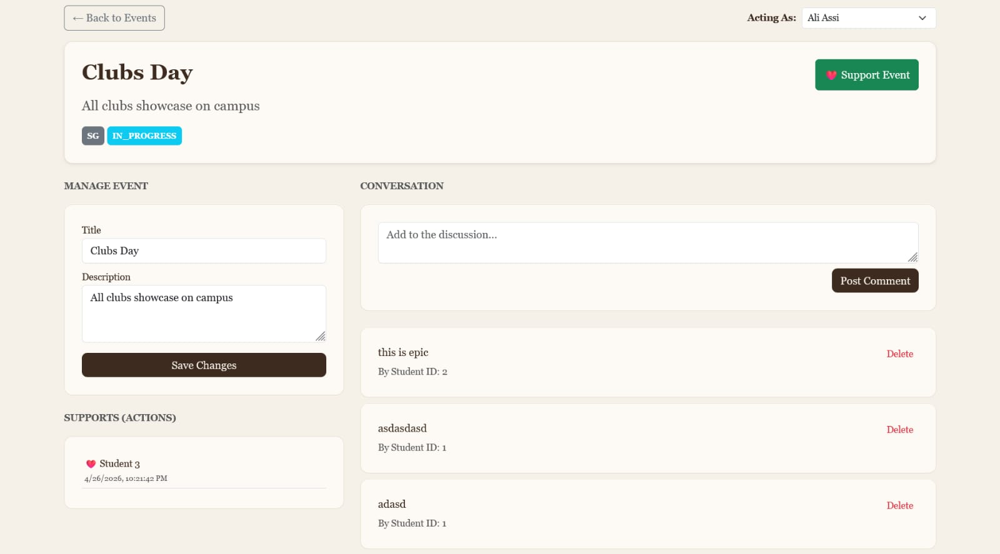 ← Back to Events
Acting As: Ali Assi
Clubs Day
Support Event
All clubs showcase on campus
SG IN_PROGRESS
MANAGE EVENT
Title
Clubs Day
Description
All clubs showcase on campus
Save Changes
SUPPORTS (ACTIONS)
Student 3
4/26/2026, 10:21:42 PM
CONVERSATION
Add to the discussion...
Post Comment
this is epic
Delete
By Student ID: 2
asdasdasd
Delete
By Student ID: 1
adasd
Delete
By Student ID: 1